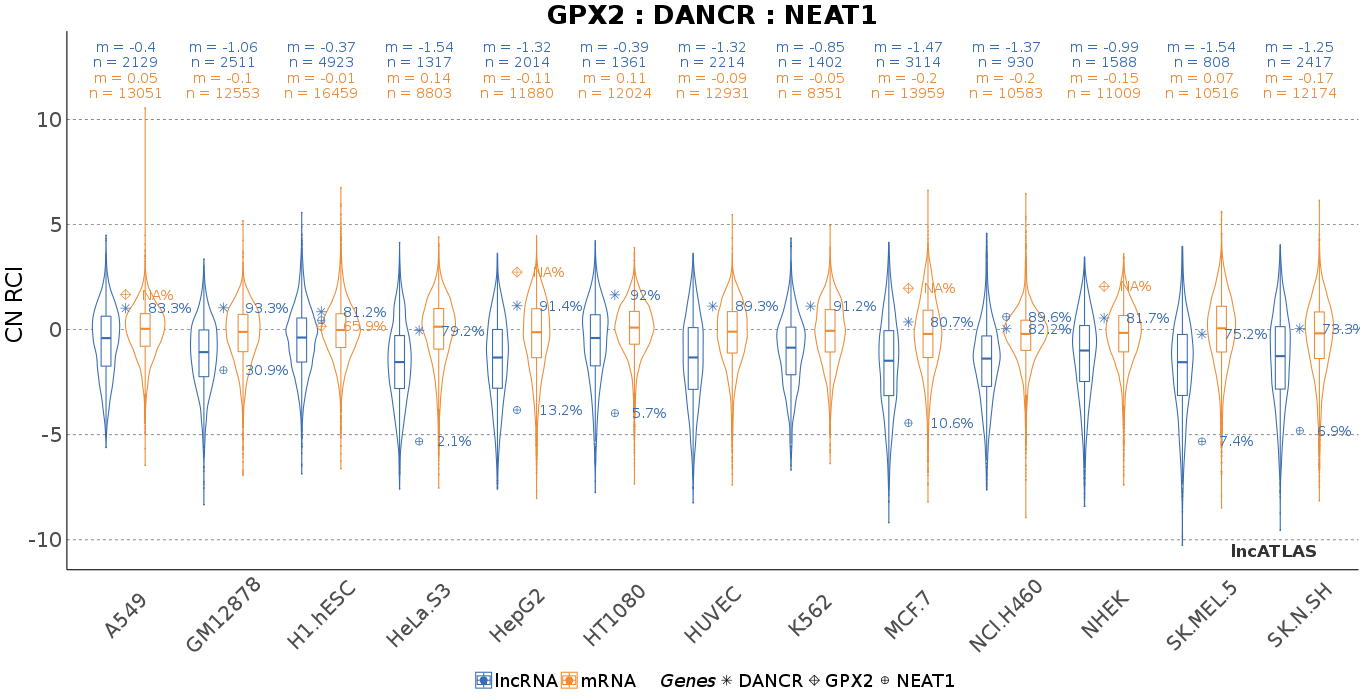 GPX2 : DANCR : NEAT1
m = -0.4 m = -1.06 m = -0.37 m = -1.54 m = -1.32 m = -0.39 m = -1.32 m = -0.85 m = -1.47 m = -1.37 m = -0.99 m = -1.54 m = -1.25
n = 2129 n = 2511 n = 4923 n = 1317 n = 2014 n = 1361 n = 2214 n = 1402 n = 3114 n = 930 n = 1588 n = 808 n = 2417
m = 0.05 m = -0.1 m = -0.01 m = 0.14 m = -0.11 m = 0.11 m = -0.09 m = -0.05 m = -0.2 m = -0.2 m = -0.15 m = 0.07 m = -0.17
n = 13051 n = 12553 n = 16459 n = 8803 n = 11880 n = 12024 n = 12931 n = 8351 n = 13959 n = 10583 n = 11009 n = 10516 n = 12174
10
5
0
-5
-10
CN RCI
NA%
83.3%
93.3%
30.9%
81.2%
65.9%
79.2%
2.1%
NA%
91.4%
13.2%
92%
5.7%
89.3%
91.2%
NA%
80.7%
10.6%
89.6%
82.2%
NA%
81.7%
75.2%
7.4%
73.3%
6.9%
lncATLAS
A549 GM12878 H1.hESC HeLa.S3 HepG2 HT1080 HUVEC K562 MCF.7 NCI.H460 NHEK SK.MEL.5 SK.N.SH
lncRNA mRNA Genes DANCR GPX2 NEAT1